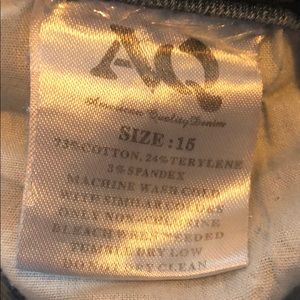 AQ
American Quality Denim
SIZE:15
73%COTTON, 24%TERYLENE
3%SPANDEX
MACHINE WASH COLD
WITH SIMILAR COLORS
ONLY NON-CHLORINE
BLEACH WHEN NEEDED
TUMBLE DRY LOW
DO NOT DRY CLEAN